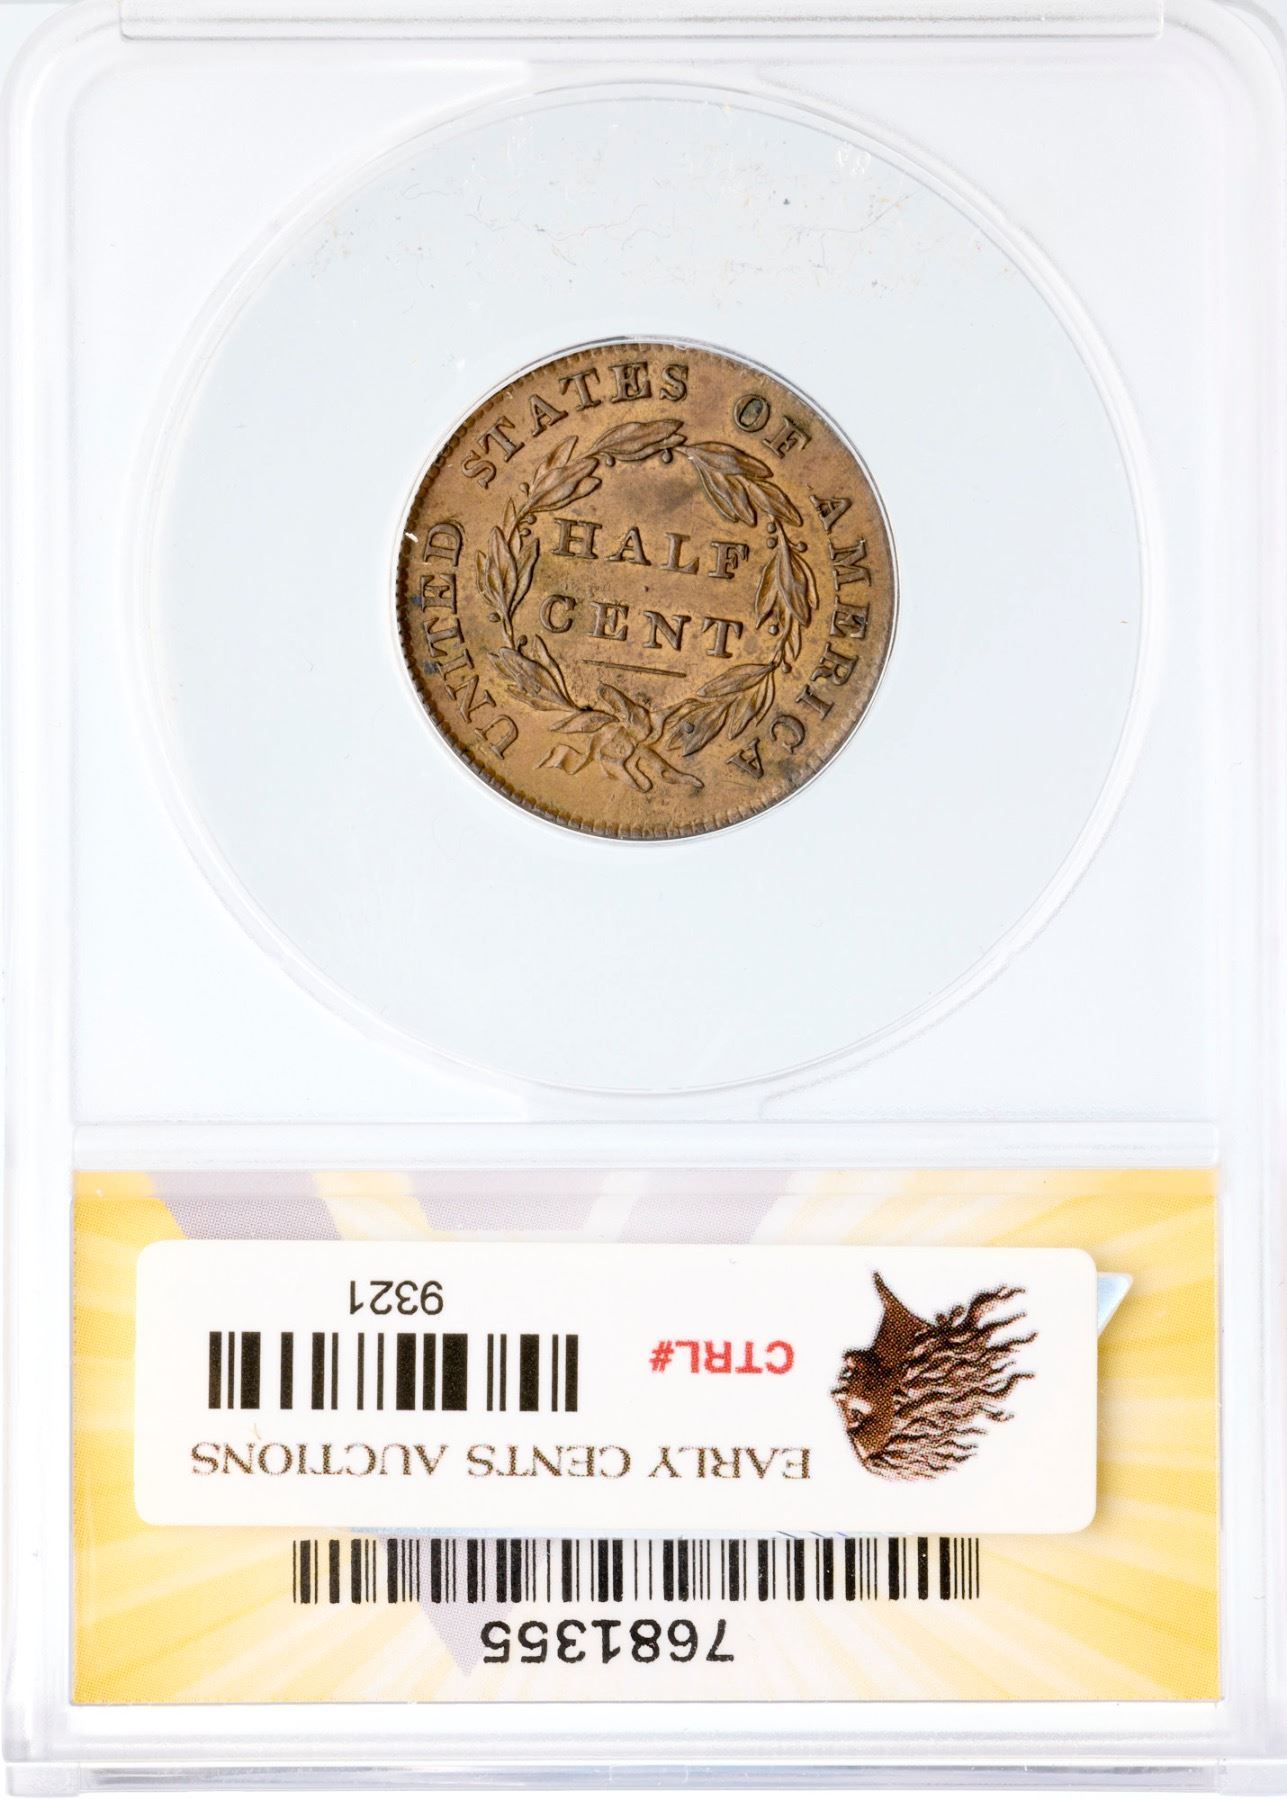 UNITED STATES OF AMERICA
HALF
CENT
9321
CTRL#
EARLY CENTS AUCTIONS
7681355